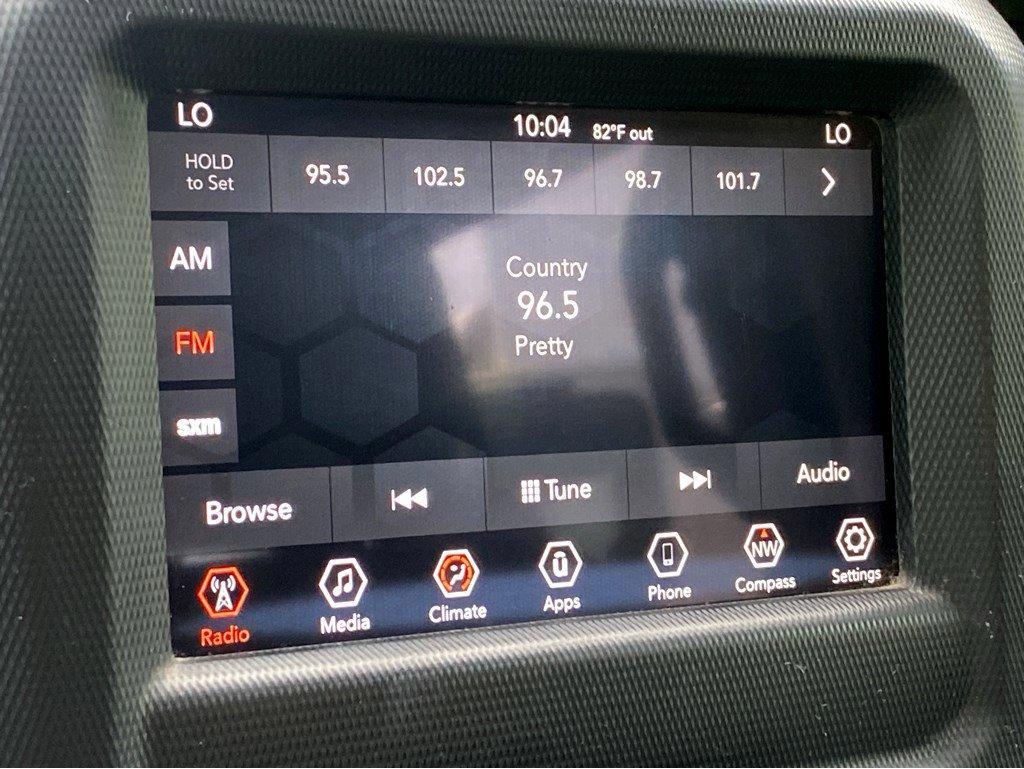 LO 10:04 82°F out LO
HOLD
to Set
95.5 102.5 96.7 98.7 101.7
AM
FM
sxm
Country
96.5
Pretty
Browse Tune Audio
NW
Radio Media Climate Apps Phone Compass Settings